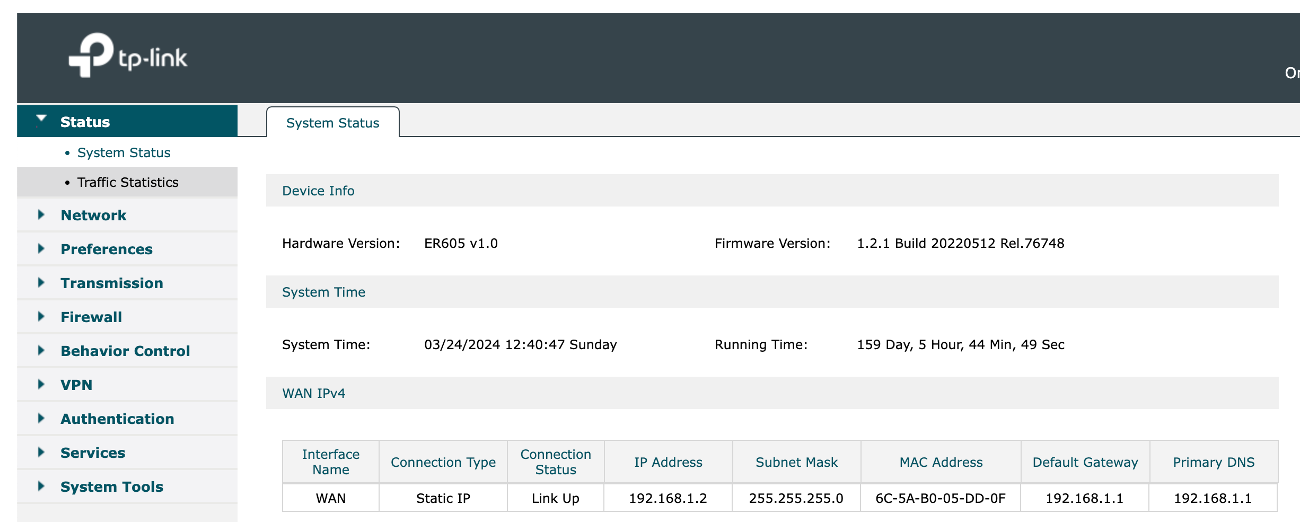 tp-link
Status
System Status
• System Status
• Traffic Statistics
Network
Preferences
Transmission
Firewall
Behavior Control
VPN
Authentication
Services
System Tools
Device Info
Hardware Version: ER605 v1.0 Firmware Version: 1.2.1 Build 20220512 Rel.76748
System Time
System Time: 03/24/2024 12:40:47 Sunday Running Time: 159 Day, 5 Hour, 44 Min, 49 Sec
WAN IPv4
Interface Name Connection Type Connection Status IP Address Subnet Mask MAC Address Default Gateway Primary DNS
WAN Static IP Link Up 192.168.1.2 255.255.255.0 6C-5A-B0-05-DD-0F 192.168.1.1 192.168.1.1